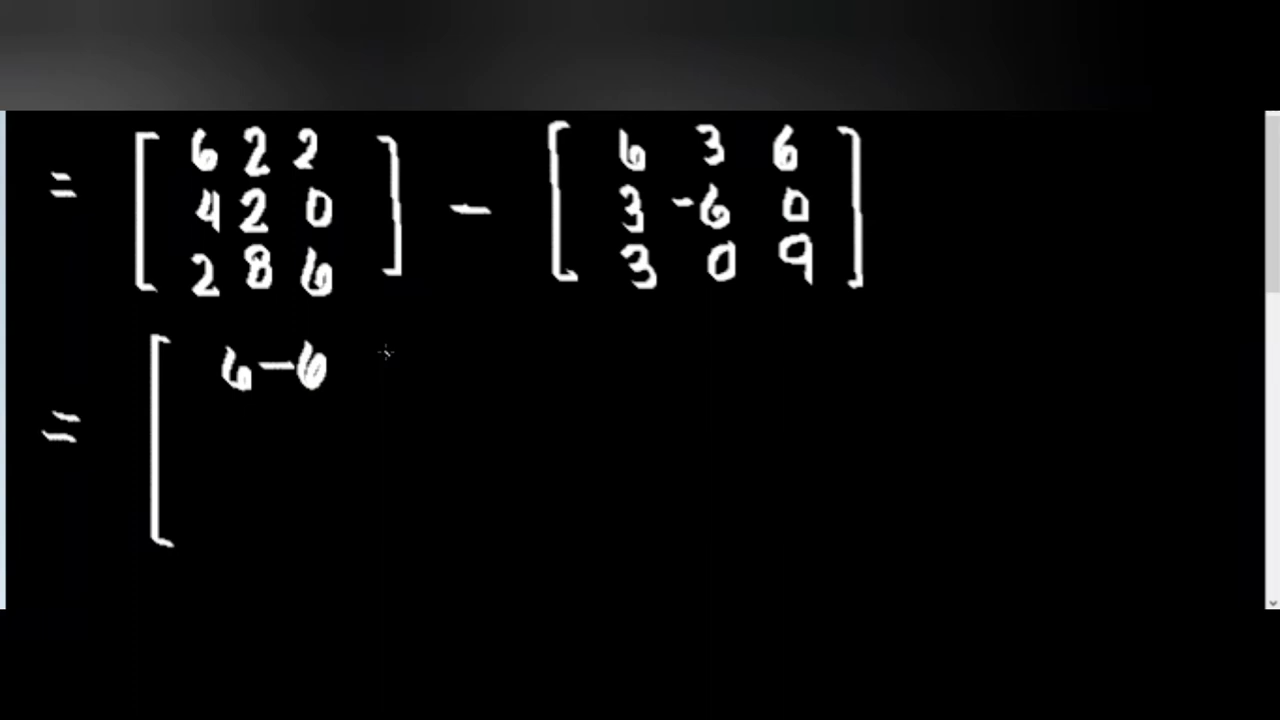 = [ 6 2 2 ] - [ 6 3 6 ]
4 2 0 3 -6 0
2 8 6 3 0 9
= [ 6-6